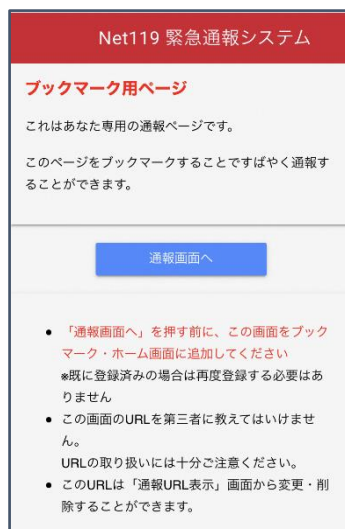 Net119 緊急通報システム
ブックマーク用ページ
これはあなた専用の通報ページです。
このページをブックマークすることですばやく通報す
ることができます。
通報画面へ
● 「通報画面へ」を押す前に、この画面をブック
マーク・ホーム画面に追加してください
※既に登録済みの場合は再度登録する必要はあ
りません
● この画面のURLを第三者に教えてはいけませ
ん。
URLの取り扱いには十分ご注意ください。
● このURLは「通報URL表示」画面から変更・削
除することができます。